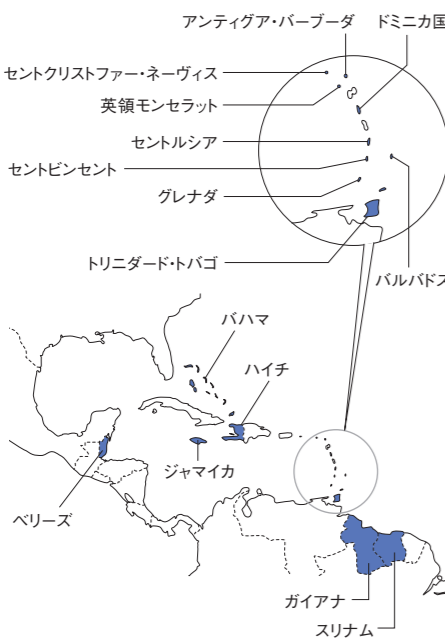 アンティグア・バーブーダ
ドミニカ国
セントクリストファー・ネーヴィス
英領モンセラット
セントルシア
セントビンセント
グレナダ
トリニダード・トバゴ
バルバドス
バハマ
ハイチ
ジャマイカ
ベリーズ
ガイアナ
スリナム